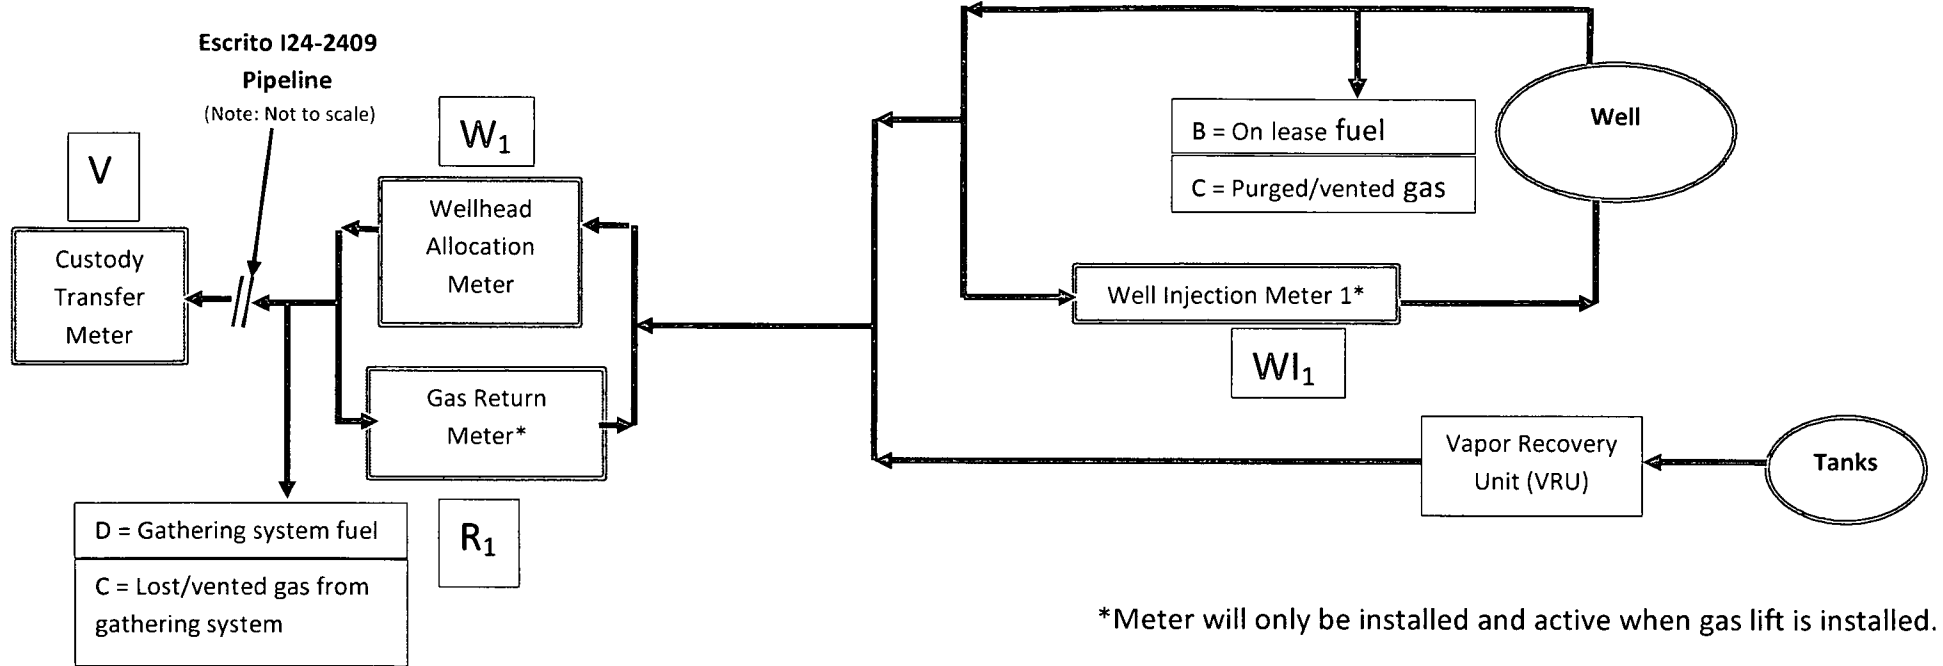 Escrito I24-2409
Pipeline
(Note: Not to scale)
V
Custody
Transfer
Meter
W₁
Wellhead
Allocation
Meter
Gas Return
Meter*
R₁
D = Gathering system fuel
C = Lost/vented gas from
gathering system
B = On lease fuel
C = Purged/vented gas
Well
Well Injection Meter 1*
WI₁
Vapor Recovery
Unit (VRU)
Tanks
*Meter will only be installed and active when gas lift is installed.